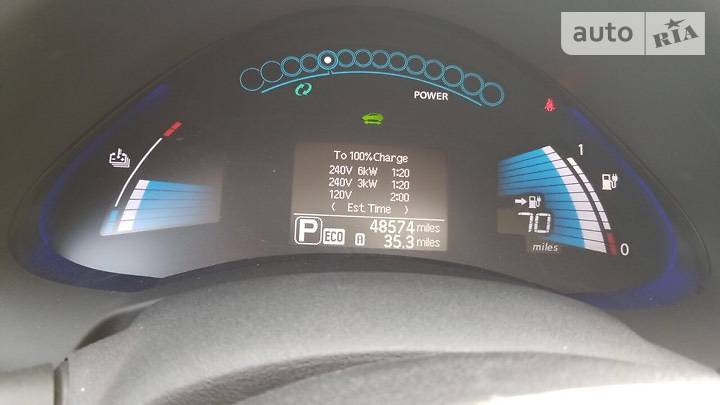 auto RIA
POWER
To 100% Charge
240V 6kW 1:20
240V 3kW 1:20
120V 2:00
< Est. Time >
P ECO A 48574 miles
35.3 miles
1
70
miles
0